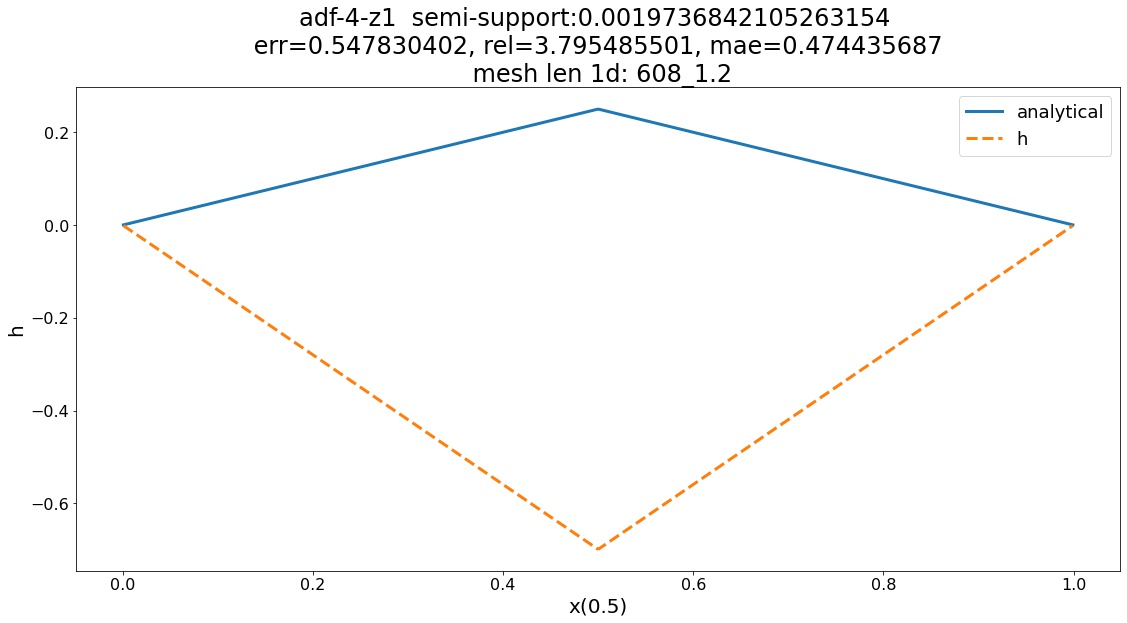 adf-4-z1  semi-support:0.0019736842105263154
err=0.547830402, rel=3.795485501, mae=0.474435687
mesh len 1d: 608_1.2
analytical
h
0.2
0.0
−0.2
−0.4
−0.6
h
0.0
0.2
0.4
0.6
0.8
1.0
x(0.5)